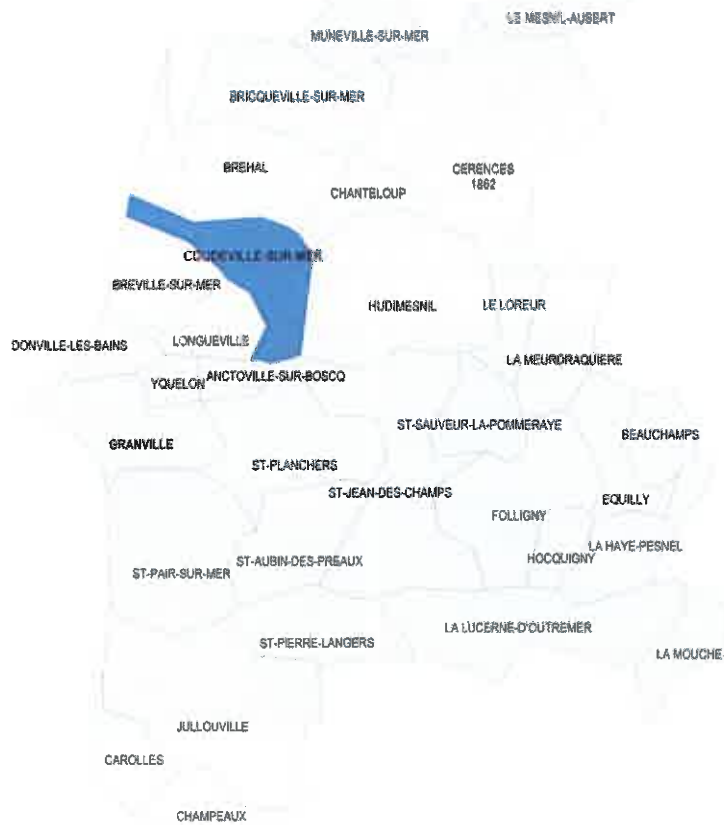 LE MESNIL-AUBERT
MUNEVILLE-SUR-MER
BRICQUEVILLE-SUR-MER
BREHAL
CERENCES
1862
CHANTELOUP
COUDEVILLE-SUR-MER
BREVILLE-SUR-MER
HUDIMESNIL
LE LOREUR
DONVILLE-LES-BAINS
LONGUEVILLE
LA MEURDRAQUIERE
YQUELON
ANCTOVILLE-SUR-BOSCQ
ST-SAUVEUR-LA-POMMERAYE
BEAUCHAMPS
GRANVILLE
ST-PLANCHERS
ST-JEAN-DES-CHAMPS
EQUILLY
FOLLIGNY
LA HAYE-PESNEL
HOCQUIGNY
ST-AUBIN-DES-PREAUX
ST-PAIR-SUR-MER
LA LUCERNE-D'OUTREMER
ST-PIERRE-LANGERS
LA MOUCHE
JULLOUVILLE
CAROLLES
CHAMPEAUX